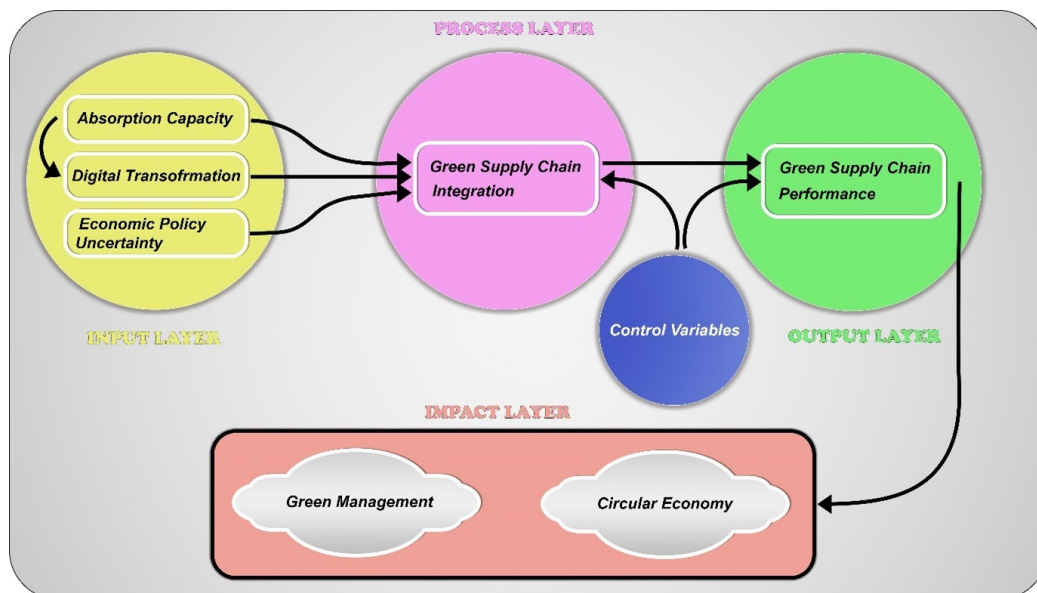 PROCESS LAYER
Absorption Capacity
Digital Transofrmation
Economic Policy
Uncertainty
INPUT LAYER
Green Supply Chain
Integration
Green Supply Chain
Performance
Control Variables
OUTPUT LAYER
IMPACT LAYER
Green Management
Circular Economy